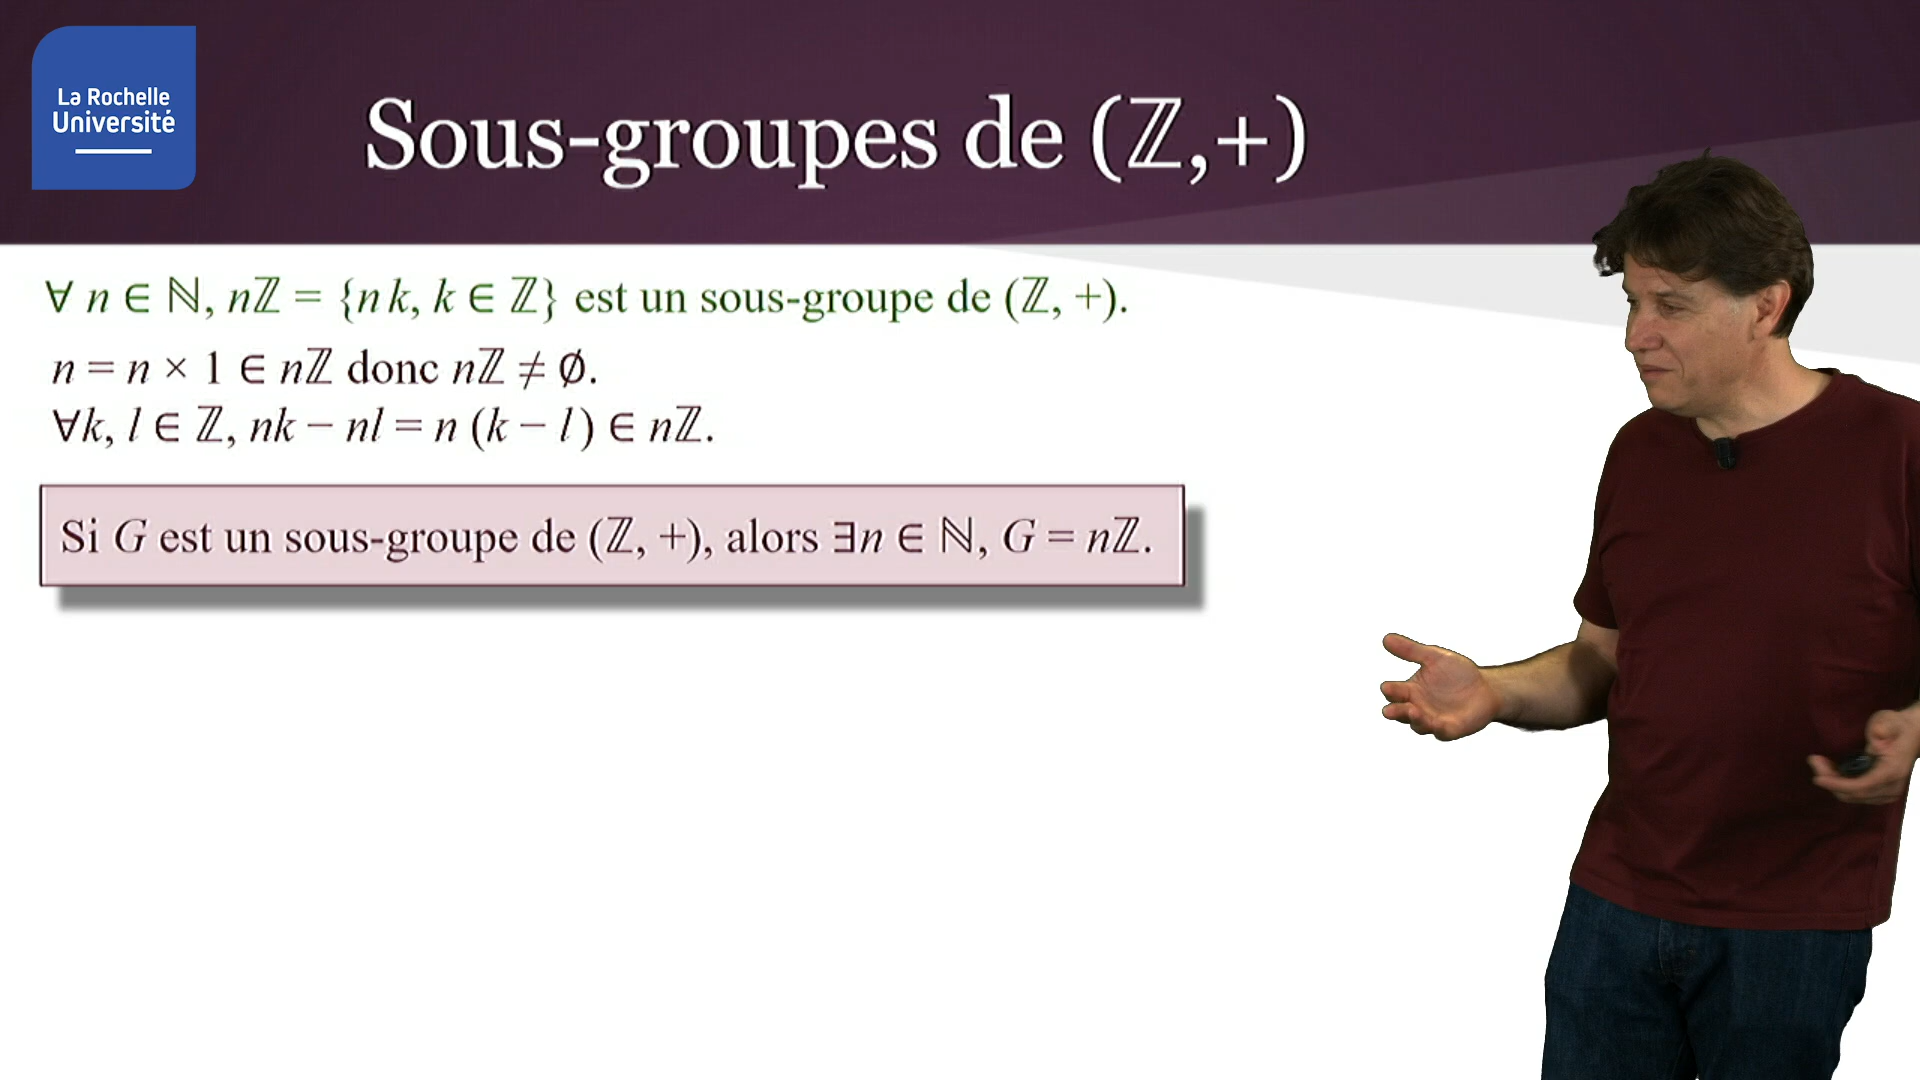 La Rochelle
Université
Sous-groupes de (ℤ,+)
∀ n ∈ ℕ, nℤ = {n k, k ∈ ℤ} est un sous-groupe de (ℤ, +).
n = n × 1 ∈ nℤ donc nℤ ≠ ∅.
∀k, l ∈ ℤ, nk − nl = n (k − l) ∈ nℤ.
Si G est un sous-groupe de (ℤ, +), alors ∃n ∈ ℕ, G = nℤ.